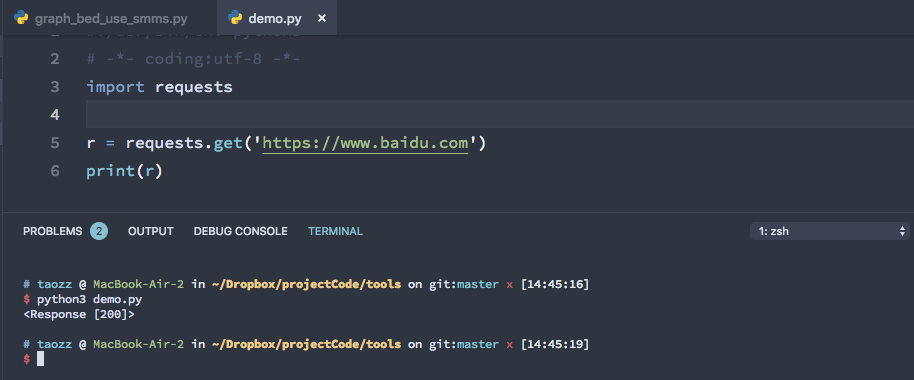 graph_bed_use_smms.py demo.py ×
2 # -*- coding:utf-8 -*-
3 import requests
4
5 r = requests.get('https://www.baidu.com')
6 print(r)
PROBLEMS 2 OUTPUT DEBUG CONSOLE TERMINAL 1: zsh
# taozz @ MacBook-Air-2 in ~/Dropbox/projectCode/tools on git:master x [14:45:16]
$ python3 demo.py
<Response [200]>
# taozz @ MacBook-Air-2 in ~/Dropbox/projectCode/tools on git:master x [14:45:19]
$